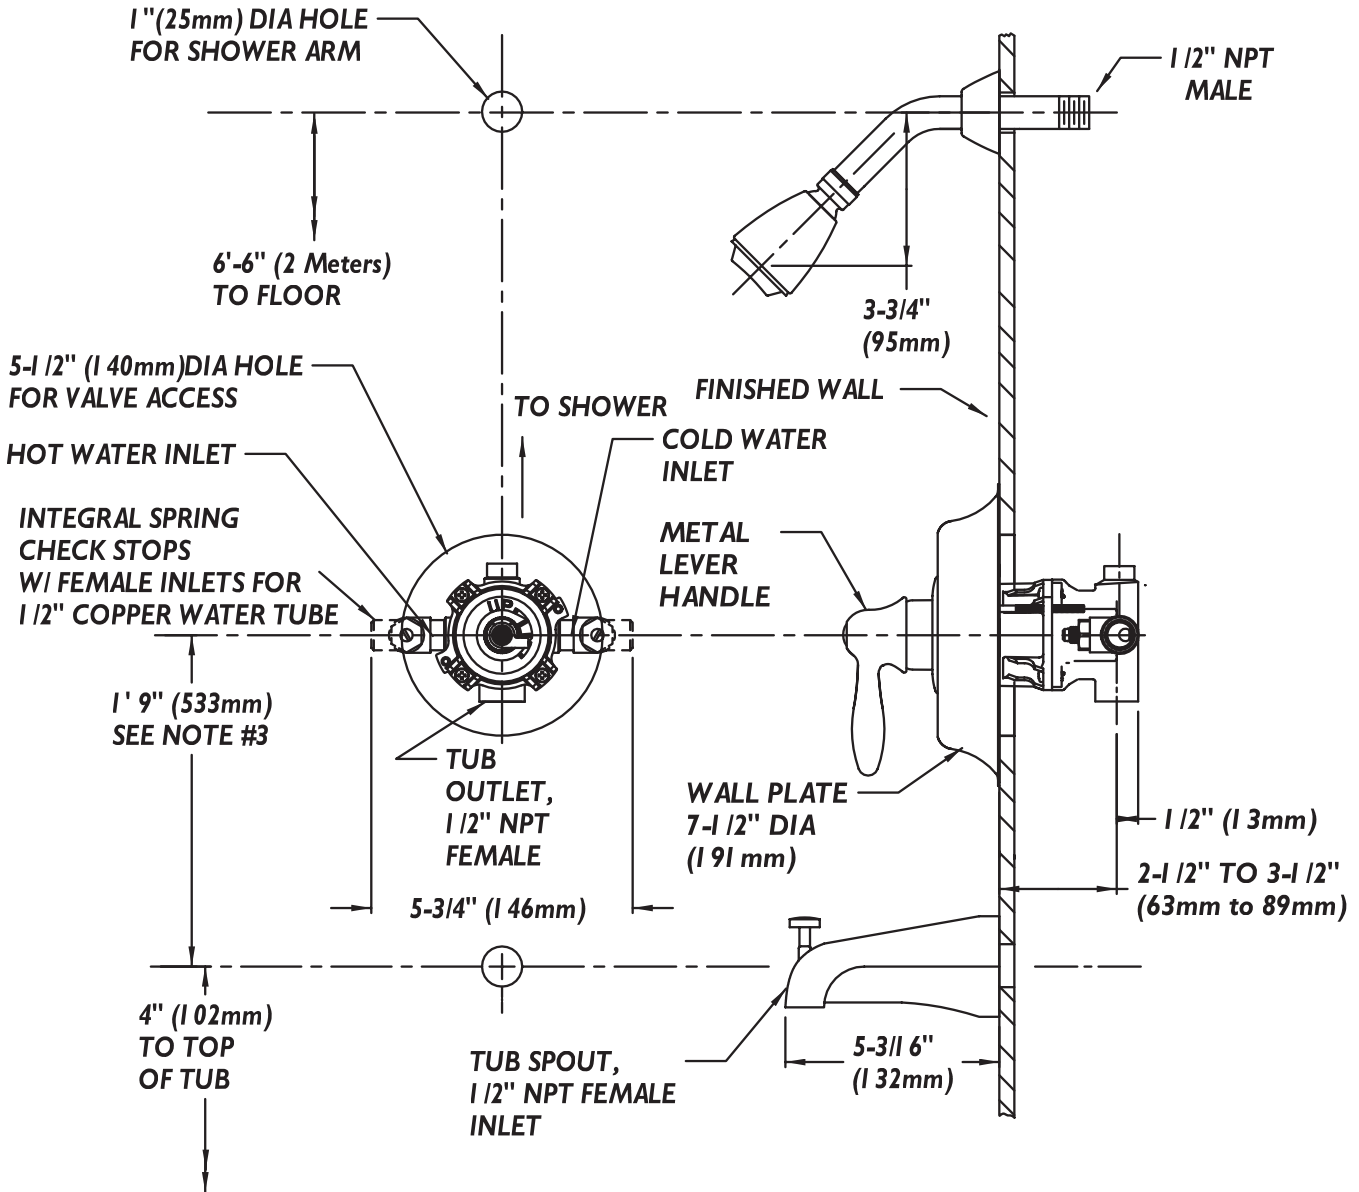 1"(25mm) DIA HOLE
FOR SHOWER ARM
1/2" NPT
MALE
6'-6" (2 Meters)
TO FLOOR
3-3/4"
(95mm)
5-1/2" (140mm)DIA HOLE
FOR VALVE ACCESS
FINISHED WALL
TO SHOWER
HOT WATER INLET
COLD WATER
INLET
INTEGRAL SPRING
CHECK STOPS
W/ FEMALE INLETS FOR
1/2" COPPER WATER TUBE
METAL
LEVER
HANDLE
UP
1' 9" (533mm)
SEE NOTE #3
TUB
OUTLET,
1/2" NPT
FEMALE
WALL PLATE
7-1/2" DIA
(191mm)
1/2" (13mm)
2-1/2" TO 3-1/2"
(63mm to 89mm)
5-3/4" (146mm)
4" (102mm)
TO TOP
OF TUB
TUB SPOUT,
1/2" NPT FEMALE
INLET
5-3/16"
(132mm)